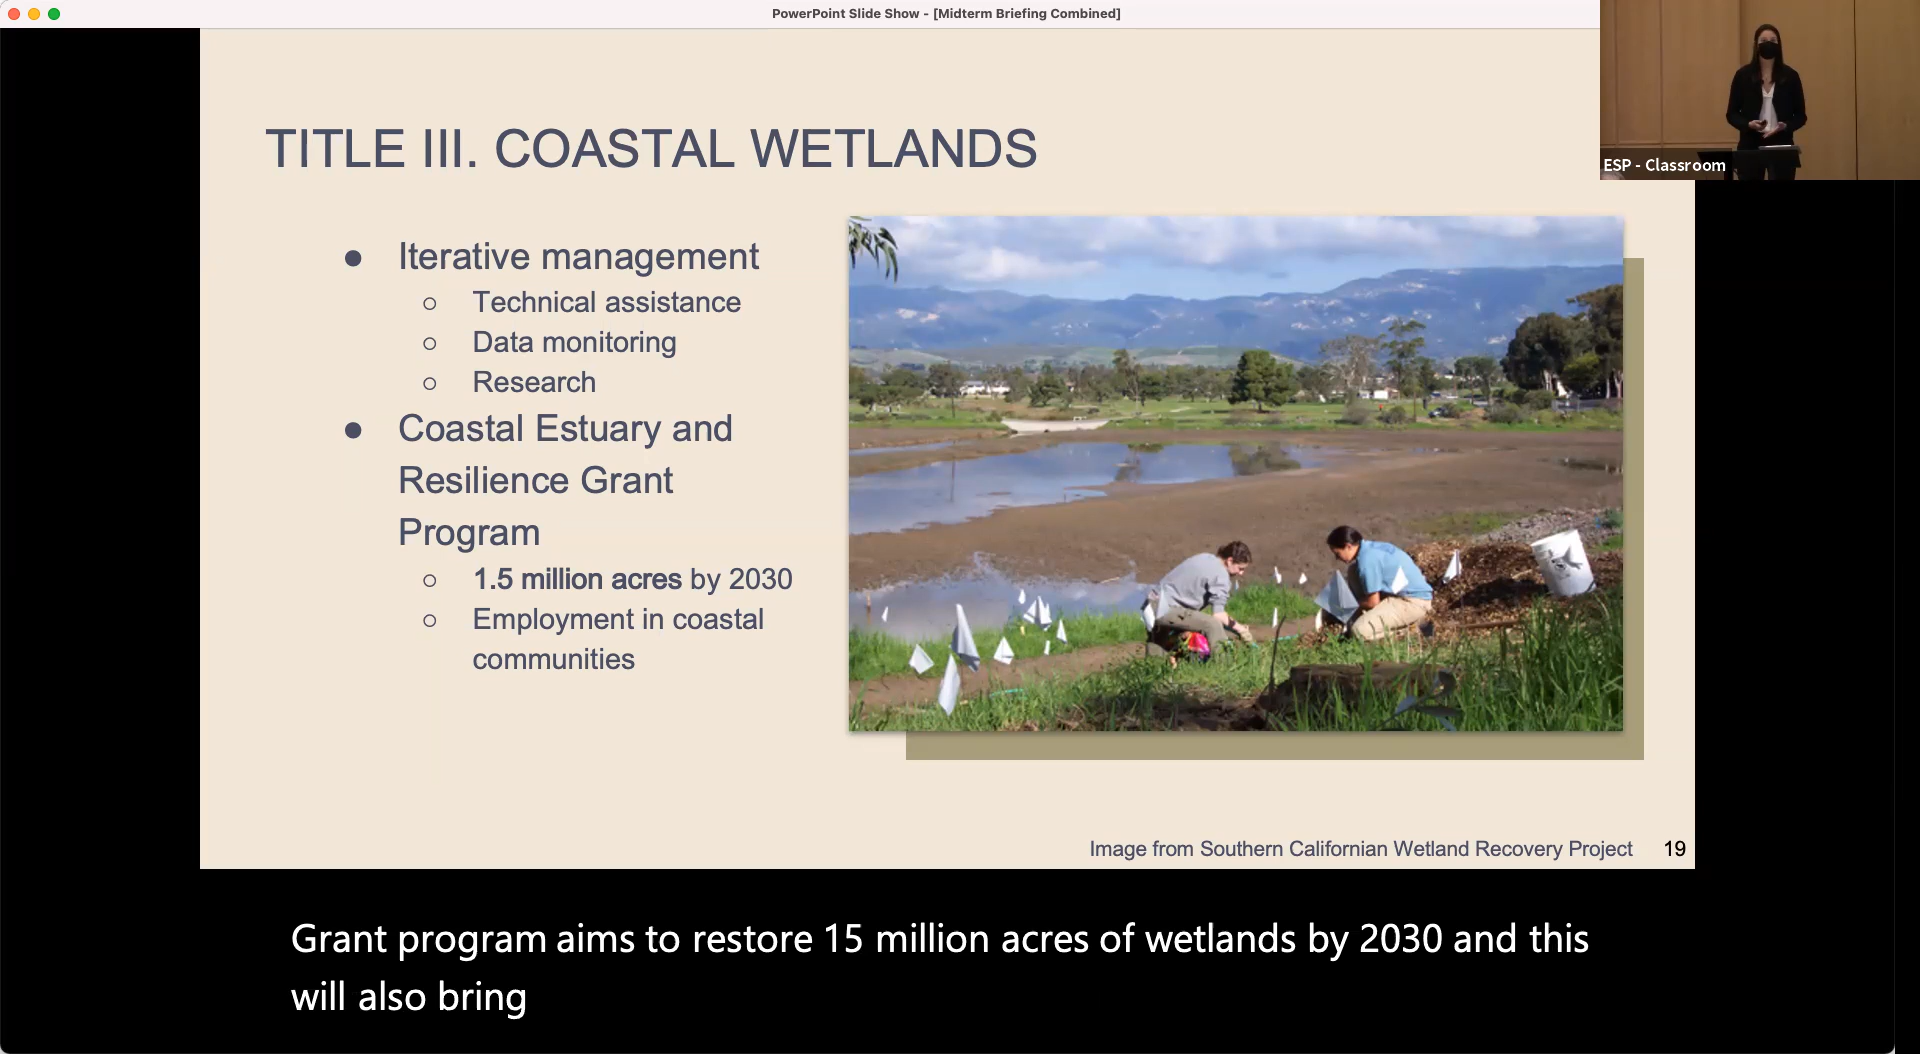 PowerPoint Slide Show - [Midterm Briefing Combined]
ESP - Classroom
TITLE III. COASTAL WETLANDS
● Iterative management
○ Technical assistance
○ Data monitoring
○ Research
● Coastal Estuary and
Resilience Grant
Program
○ 1.5 million acres by 2030
○ Employment in coastal
communities
Image from Southern Californian Wetland Recovery Project 19
Grant program aims to restore 15 million acres of wetlands by 2030 and this
will also bring